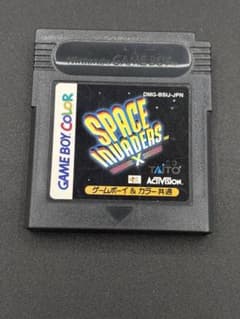 DMG-BSU-JPN
GAME BOY COLOR
SPACE
INVADERS
X
TAITO
ACTIVISION
ゲームボーイ & カラー共通